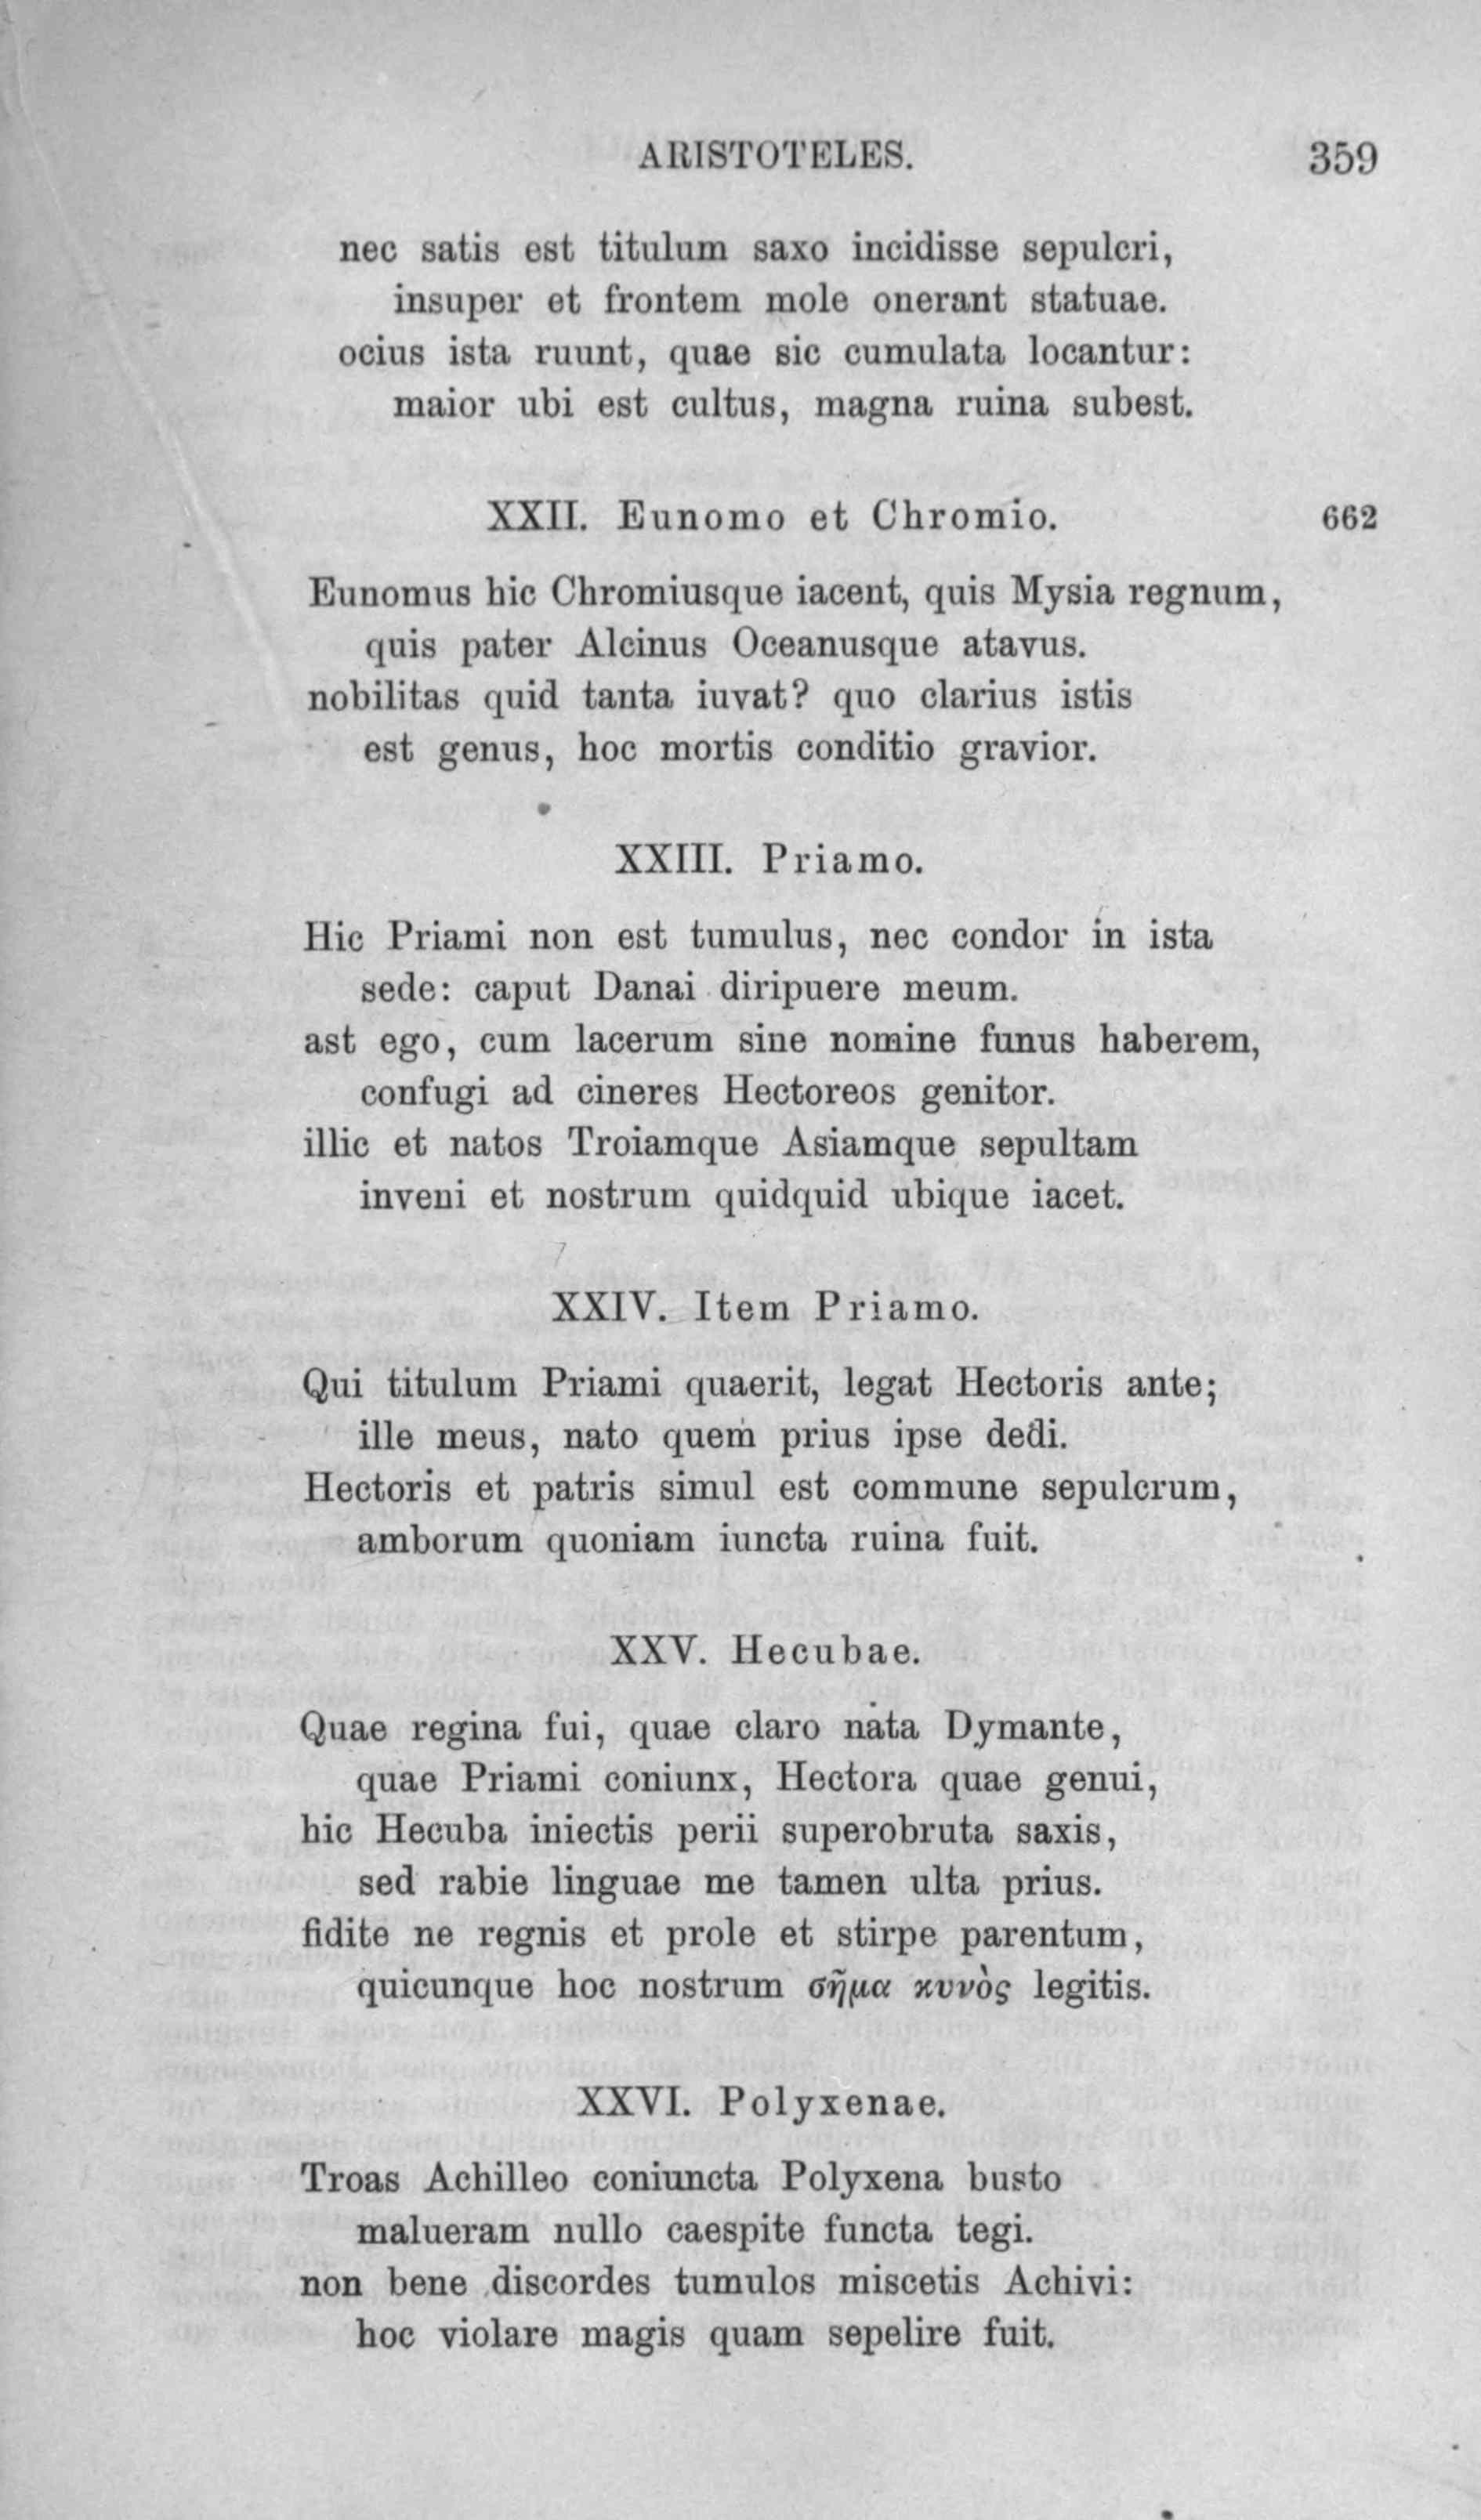 ARISTOTELES. 359
nec satis est titulum saxo incidisse sepulcri,
insuper et frontem mole onerant statuae.
ocius ista ruunt, quae sic cumulata locantur:
maior ubi est cultus, magna ruina subest.
XXII. Eunomo et Chromio. 662
Eunomus hic Chromiusque iacent, quis Mysia regnum,
quis pater Alcinus Oceanusque atavus.
nobilitas quid tanta iuvat? quo clarius istis
est genus, hoc mortis conditio gravior.
XXIII. Priamo.
Hic Priami non est tumulus, nec condor in ista
sede: caput Danai diripuere meum.
ast ego, cum lacerum sine nomine funus haberem,
confugi ad cineres Hectoreos genitor.
illic et natos Troiamque Asiamque sepultam
inveni et nostrum quidquid ubique iacet.
XXIV. Item Priamo.
Qui titulum Priami quaerit, legat Hectoris ante;
ille meus, nato quem prius ipse dedi.
Hectoris et patris simul est commune sepulcrum,
amborum quoniam iuncta ruina fuit.
XXV. Hecubae.
Quae regina fui, quae claro nata Dymante,
quae Priami coniunx, Hectora quae genui,
hic Hecuba iniectis perii superobruta saxis,
sed rabie linguae me tamen ulta prius.
fidite ne regnis et prole et stirpe parentum,
quicunque hoc nostrum σῆμα κυνὸς legitis.
XXVI. Polyxenae.
Troas Achilleo coniuncta Polyxena busto
malueram nullo caespite functa tegi.
non bene discordes tumulos miscetis Achivi:
hoc violare magis quam sepelire fuit.